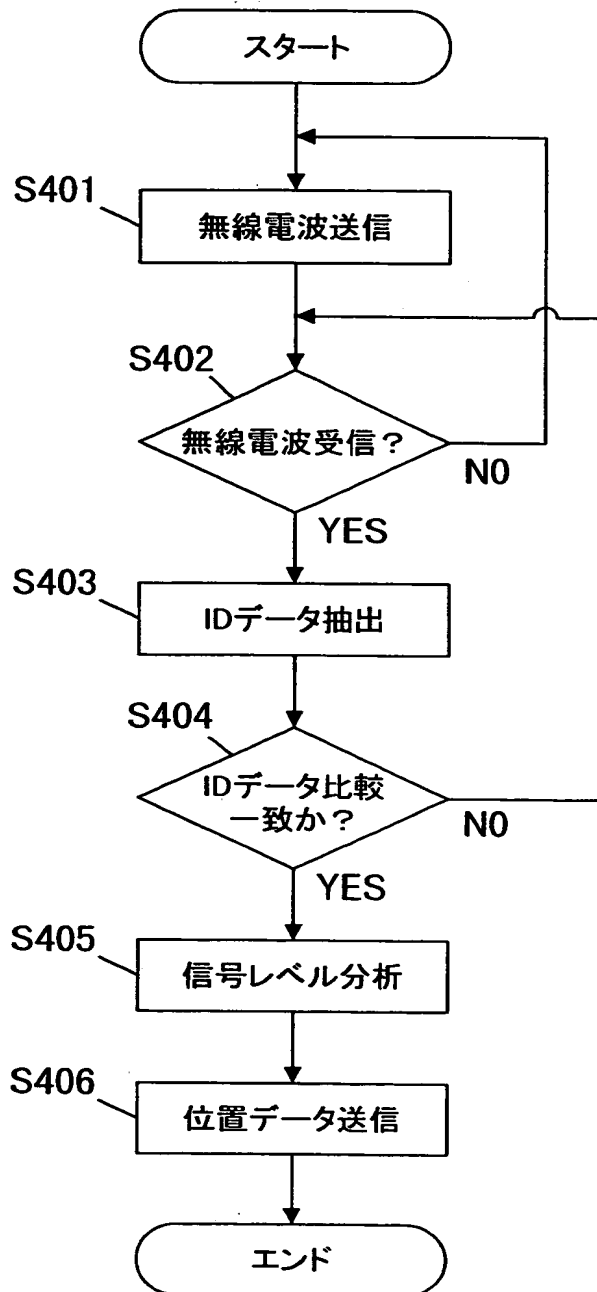 スタート
S401
無線電波送信
S402
無線電波受信？
NO
YES
S403
IDデータ抽出
S404
IDデータ比較
一致か？
NO
YES
S405
信号レベル分析
S406
位置データ送信
エンド